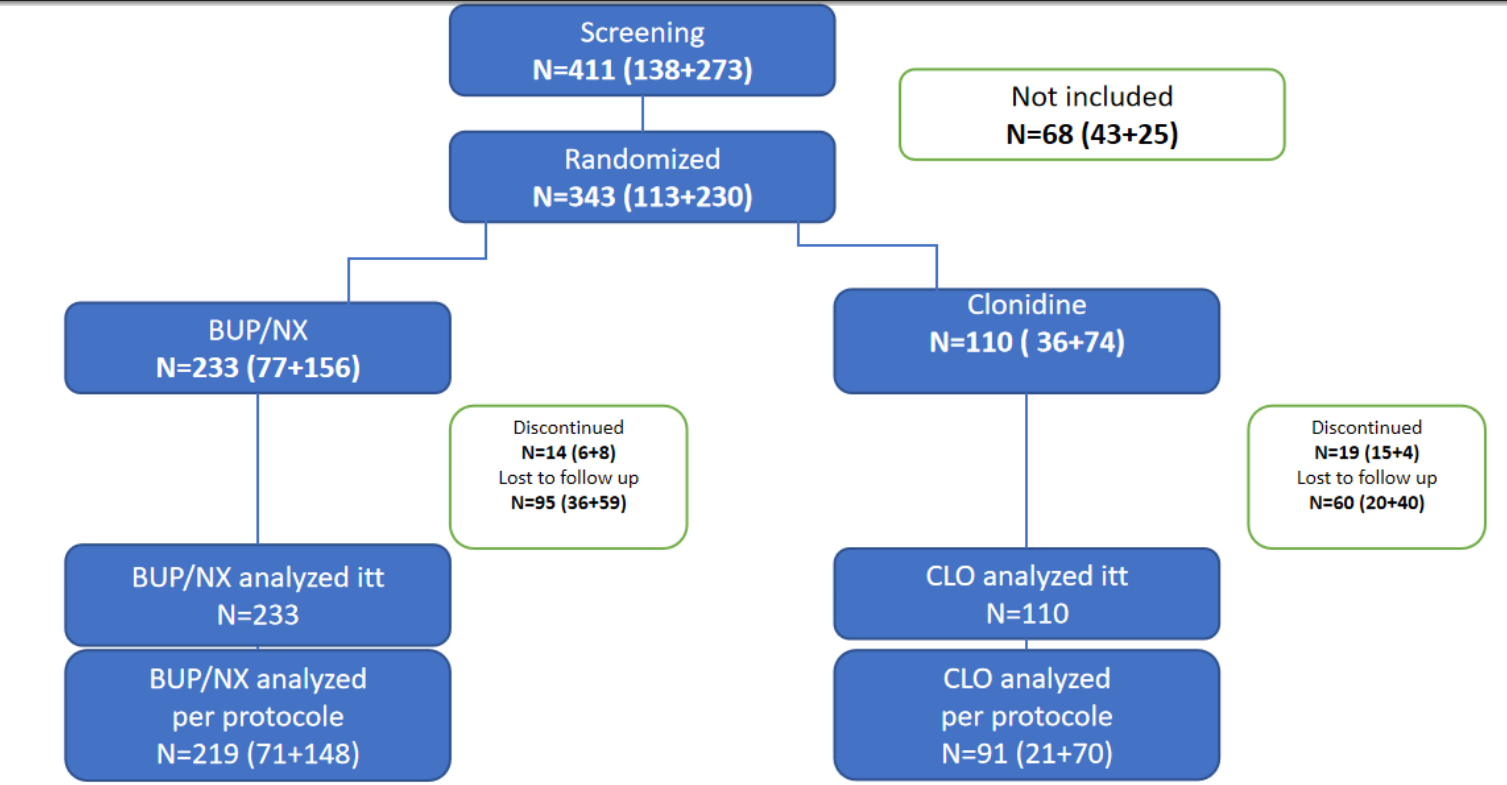 Screening
N=411 (138+273)
Not included
N=68 (43+25)
Randomized
N=343 (113+230)
BUP/NX
N=233 (77+156)
Clonidine
N=110 ( 36+74)
Discontinued
N=14 (6+8)
Lost to follow up
N=95 (36+59)
Discontinued
N=19 (15+4)
Lost to follow up
N=60 (20+40)
BUP/NX analyzed itt
N=233
CLO analyzed itt
N=110
BUP/NX analyzed
per protocole
N=219 (71+148)
CLO analyzed
per protocole
N=91 (21+70)